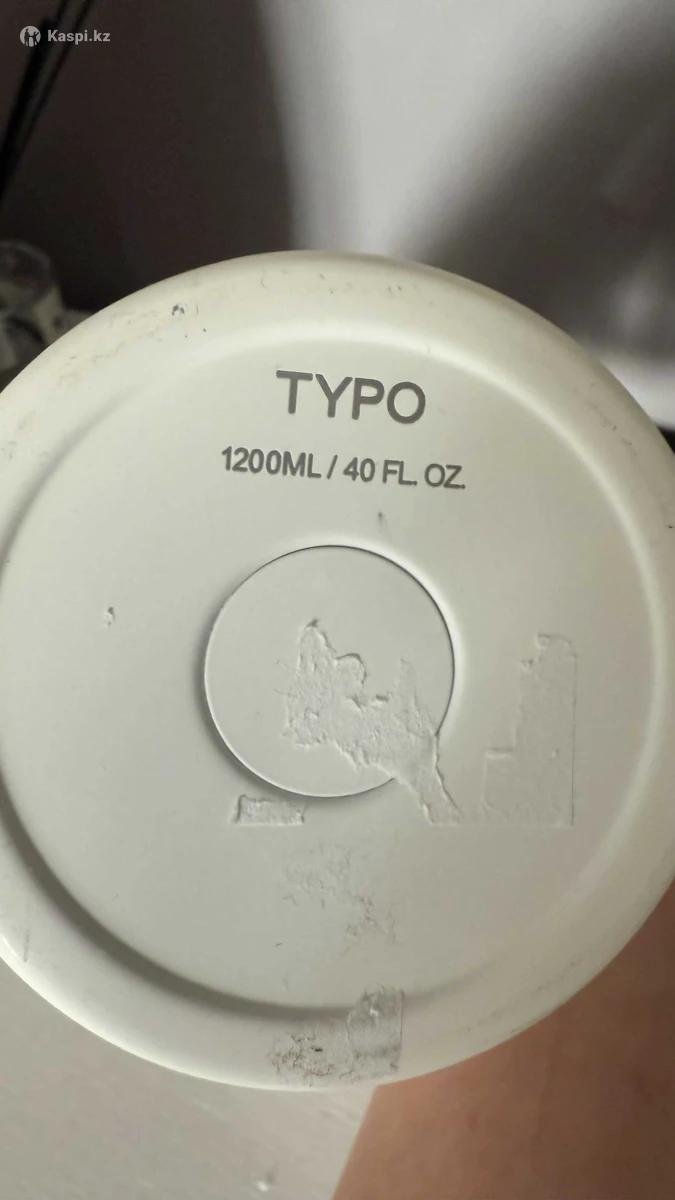 Kaspi.kz
TYPO
1200ML / 40 FL. OZ.